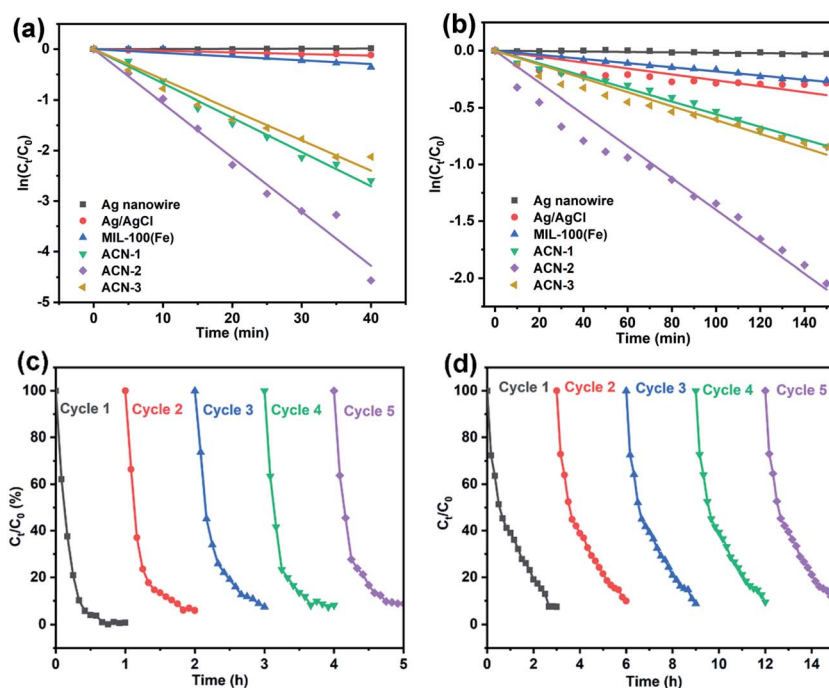 (a)
0
-1
-2
-3
-4
-5
ln(Cₜ/C₀)
Ag nanowire
Ag/AgCl
MIL-100(Fe)
ACN-1
ACN-2
ACN-3
0 10 20 30 40
Time (min)
(b)
0.0
-0.5
-1.0
-1.5
-2.0
ln(Cₜ/C₀)
Ag nanowire
Ag/AgCl
MIL-100(Fe)
ACN-1
ACN-2
ACN-3
0 20 40 60 80 100 120 140
Time (min)
(c)
100
80
60
40
20
0
Cₜ/C₀ (%)
Cycle 1 Cycle 2 Cycle 3 Cycle 4 Cycle 5
0 1 2 3 4 5
Time (h)
(d)
100
80
60
40
20
0
Cₜ/C₀
Cycle 1 Cycle 2 Cycle 3 Cycle 4 Cycle 5
0 3 6 9 12 15
Time (h)